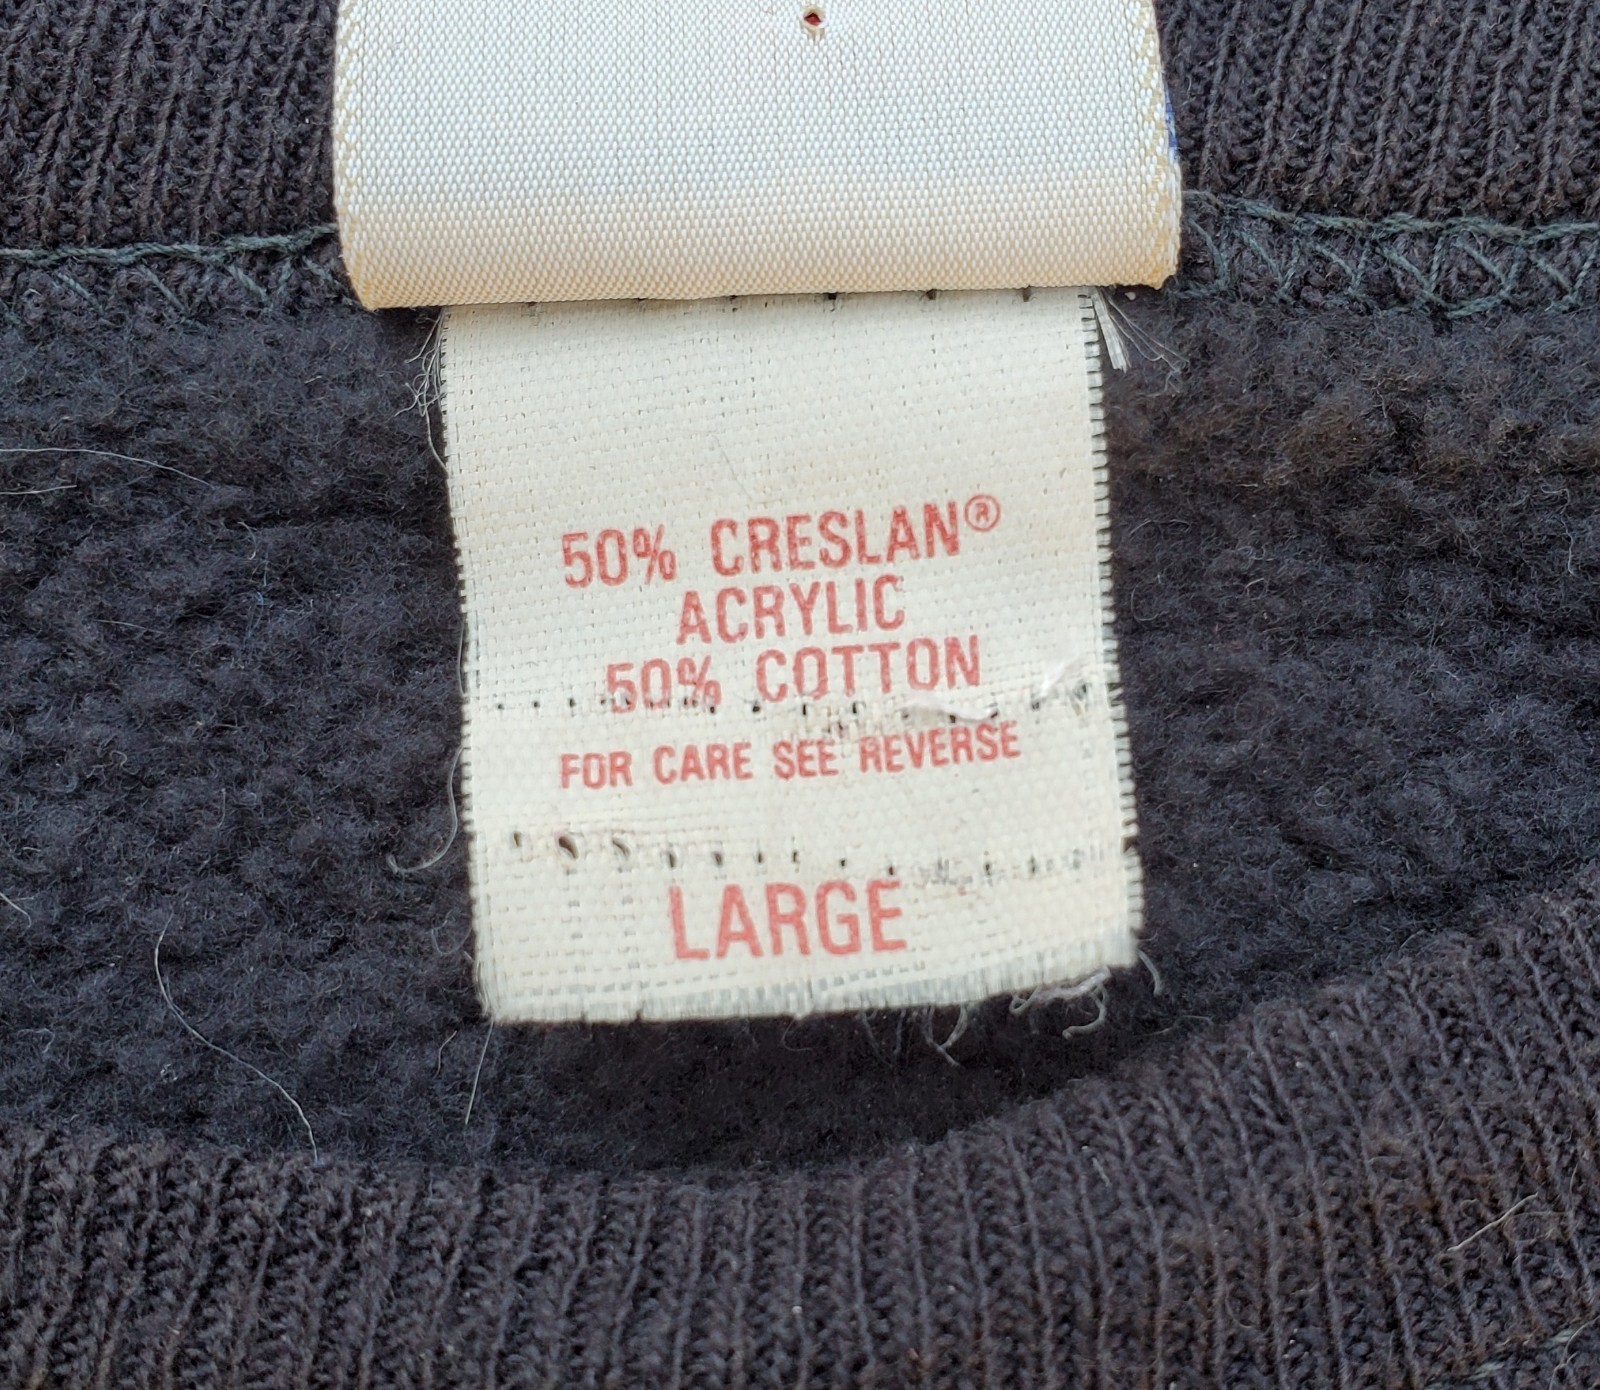 50% CRESLAN®
ACRYLIC
50% COTTON
FOR CARE SEE REVERSE
LARGE